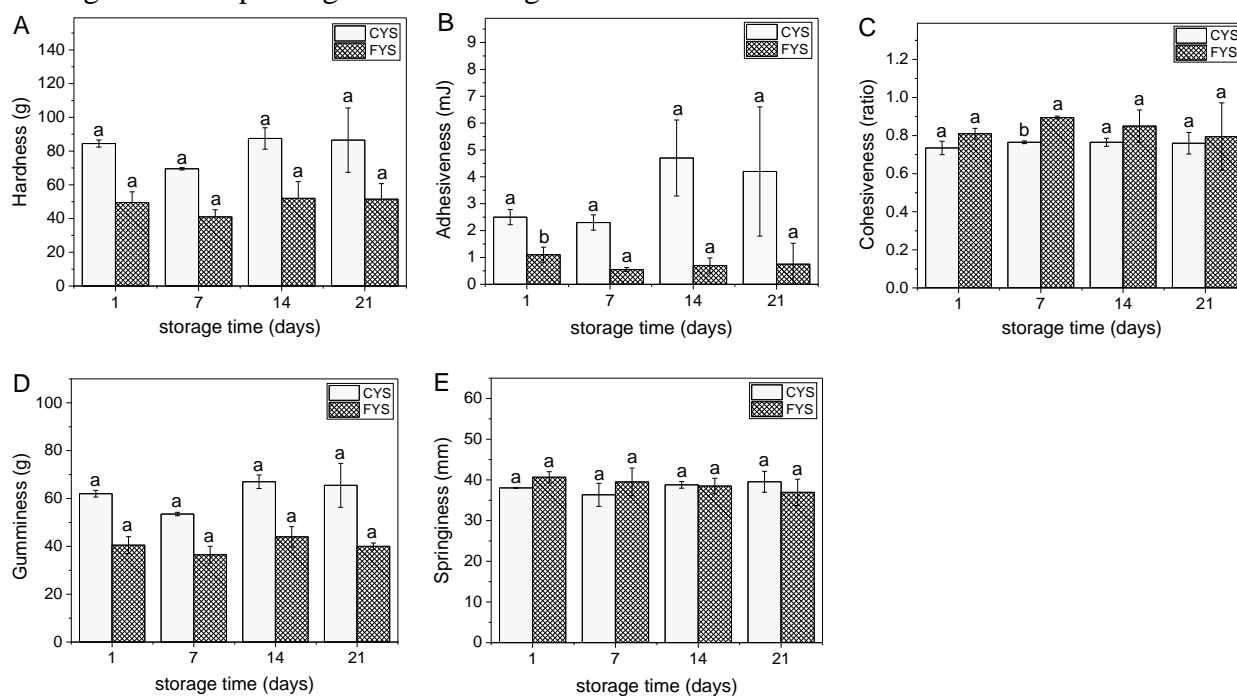 A
CYS
FYS
140
120
100
80
60
40
20
0
Hardness (g)
a a a a a a a a
1 7 14 21
storage time (days)
B
CYS
FYS
9
8
7
6
5
4
3
2
1
0
Adhesiveness (mJ)
a b a a a a a a
1 7 14 21
storage time (days)
C
CYS
FYS
1.2
1.0
0.8
0.6
0.4
0.2
0.0
Cohesiveness (ratio)
a a b a a a a a
1 7 14 21
storage time (days)
D
CYS
FYS
100
80
60
40
20
0
Gumminess (g)
a a a a a a a a
1 7 14 21
storage time (days)
E
CYS
FYS
60
50
40
30
20
10
0
Springiness (mm)
a a a a a a a a
1 7 14 21
storage time (days)